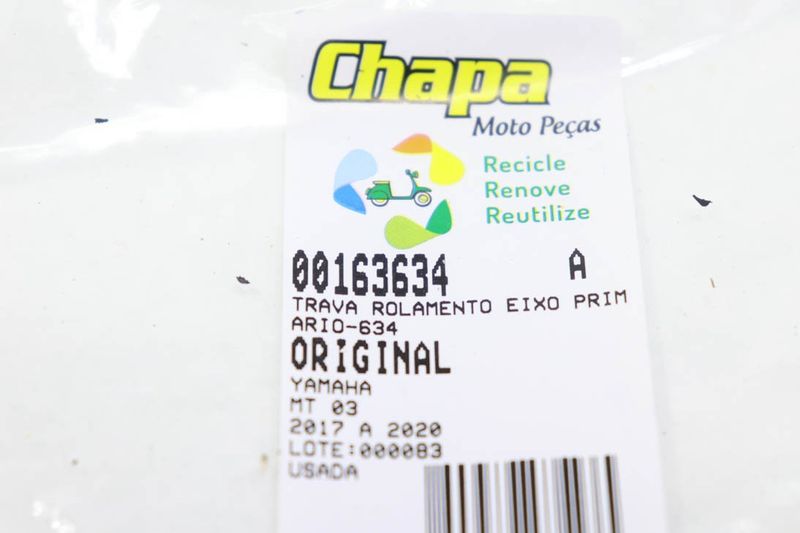 Chapa
Moto Peças
Recicle
Renove
Reutilize
00163634 A
TRAVA ROLAMENTO EIXO PRIM
ARIO-634
ORIGINAL
YAMAHA
MT 03
2017 A 2020
LOTE:000083
USADA